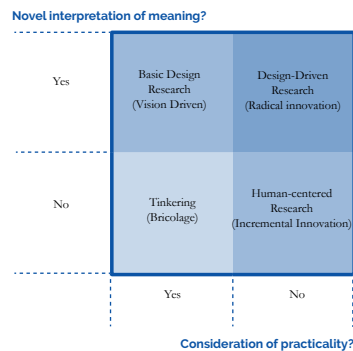 Novel interpretation of meaning?
Yes
Basic Design
Research
(Vision Driven)
Design-Driven
Research
(Radical innovation)
No
Tinkering
(Bricolage)
Human-centered
Research
(Incremental Innovation)
Yes
No
Consideration of practicality?